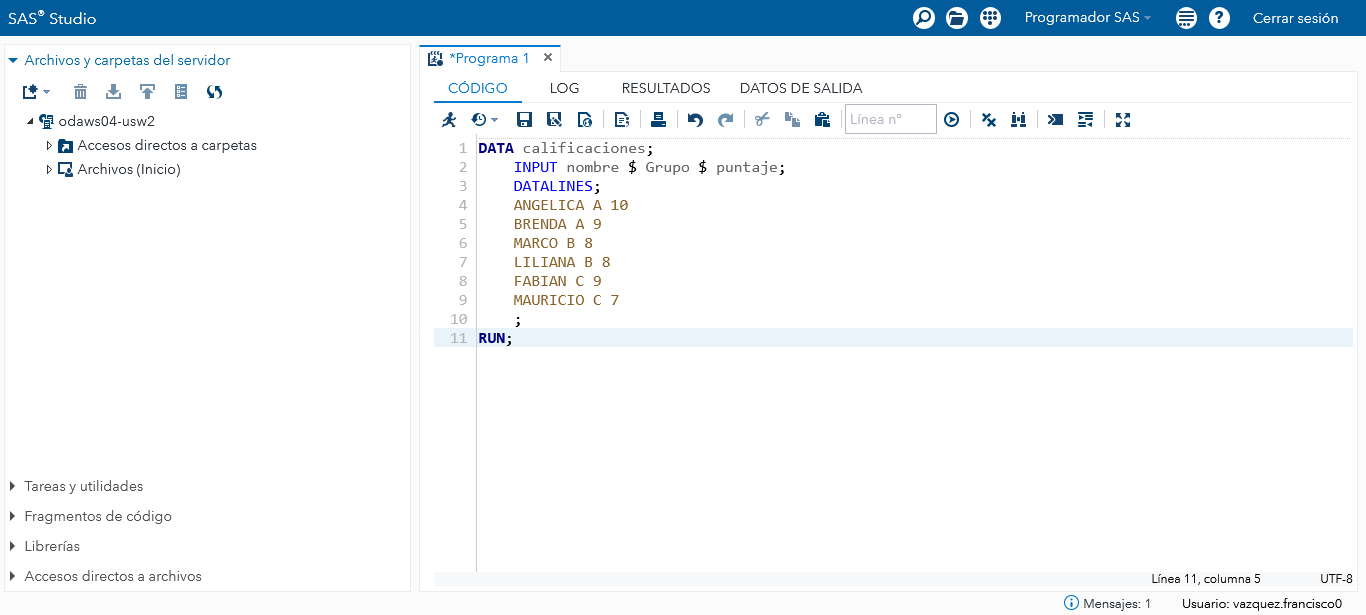 SAS® Studio
Programador SAS
Cerrar sesión
Archivos y carpetas del servidor
odaws04-usw2
Accesos directos a carpetas
Archivos (Inicio)
Tareas y utilidades
Fragmentos de código
Librerías
Accesos directos a archivos
*Programa 1
CÓDIGO LOG RESULTADOS DATOS DE SALIDA
Línea n°
1 DATA calificaciones;
2 INPUT nombre $ Grupo $ puntaje;
3 DATALINES;
4 ANGELICA A 10
5 BRENDA A 9
6 MARCO B 8
7 LILIANA B 8
8 FABIAN C 9
9 MAURICIO C 7
10 ;
11 RUN;
Línea 11, columna 5 UTF-8
Mensajes: 1 Usuario: vazquez.francisco0